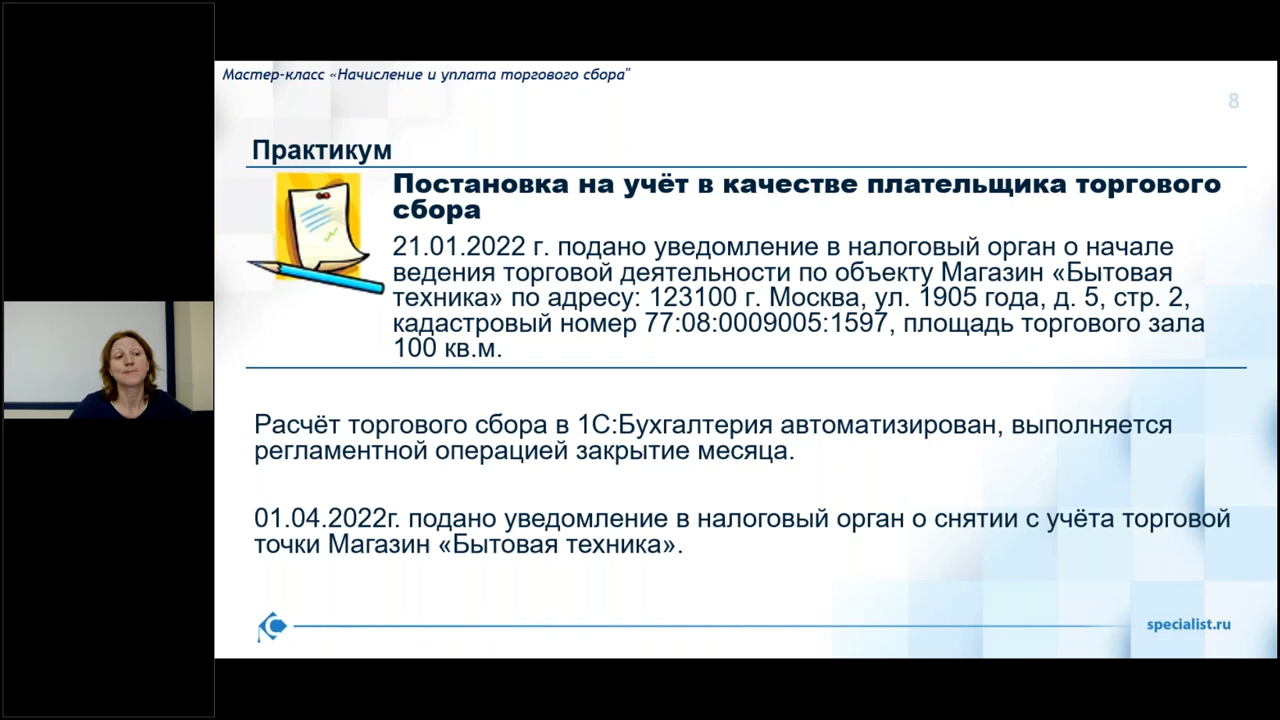 Мастер-класс «Начисление и уплата торгового сбора"
8
Практикум
Постановка на учёт в качестве плательщика торгового
сбора
21.01.2022 г. подано уведомление в налоговый орган о начале
ведения торговой деятельности по объекту Магазин «Бытовая
техника» по адресу: 123100 г. Москва, ул. 1905 года, д. 5, стр. 2,
кадастровый номер 77:08:0009005:1597, площадь торгового зала
100 кв.м.
Расчёт торгового сбора в 1С:Бухгалтерия автоматизирован, выполняется
регламентной операцией закрытие месяца.
01.04.2022г. подано уведомление в налоговый орган о снятии с учёта торговой
точки Магазин «Бытовая техника».
specialist.ru